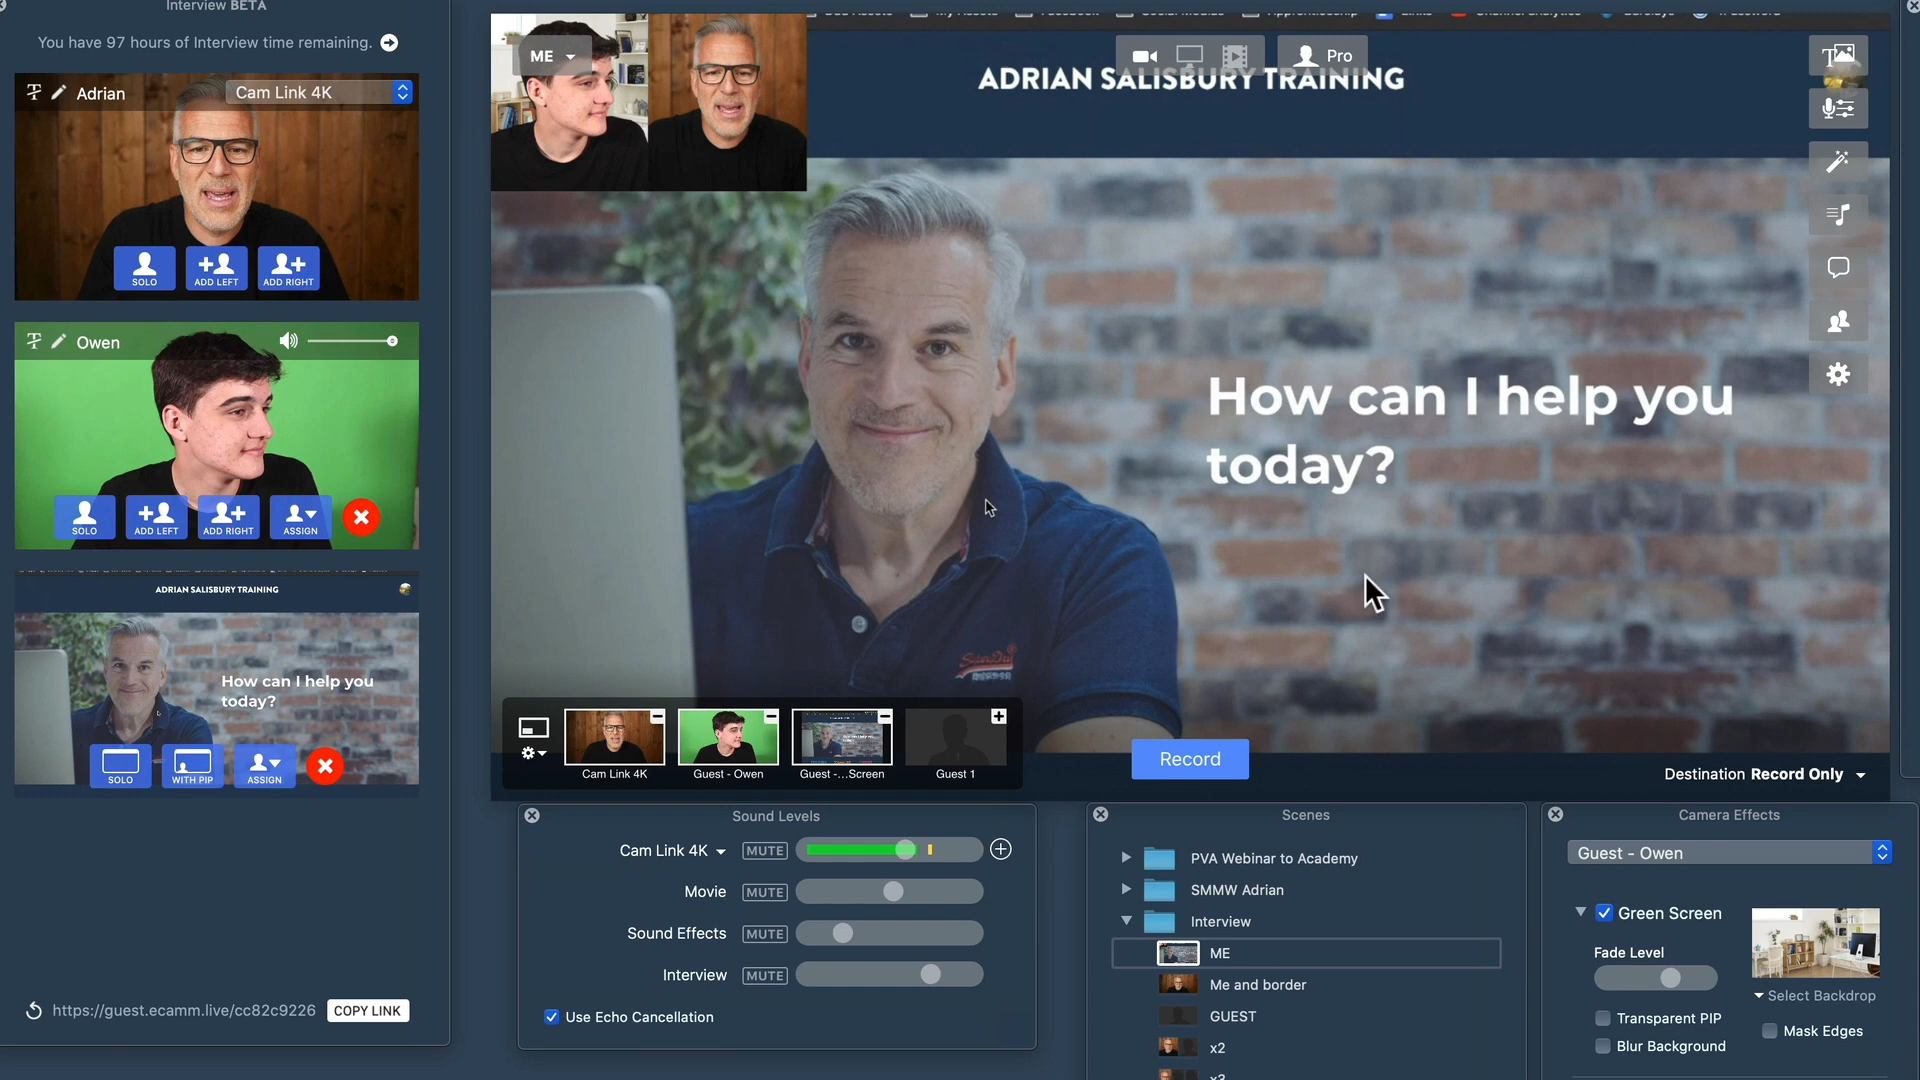 Interview BETA
You have 97 hours of Interview time remaining.
Adrian
Cam Link 4K
SOLO
ADD LEFT
ADD RIGHT
Owen
SOLO
ADD LEFT
ADD RIGHT
ASSIGN
ADRIAN SALISBURY TRAINING
How can I help you
today?
SOLO
WITH PIP
ASSIGN
https://guest.ecamm.live/cc82c9226
COPY LINK
ME
Pro
ADRIAN SALISBURY TRAINING
How can I help you
today?
Cam Link 4K
Guest - Owen
Guest -...Screen
Guest 1
Record
Destination Record Only
Sound Levels
Cam Link 4K
MUTE
Movie
MUTE
Sound Effects
MUTE
Interview
MUTE
Use Echo Cancellation
Scenes
PVA Webinar to Academy
SMMW Adrian
Interview
ME
Me and border
GUEST
x2
x3
Camera Effects
Guest - Owen
Green Screen
Fade Level
Select Backdrop
Transparent PIP
Mask Edges
Blur Background